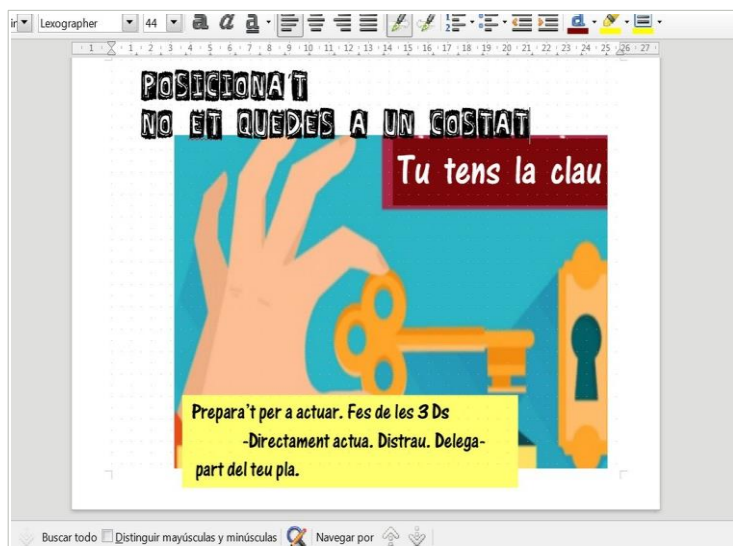 Lexographer
44
1 1 2 3 4 5 6 7 8 9 10 11 12 13 14 15 16 17 18 19 20 21 22 23 24 25 26 27
POSICIONA'T
NO ET QUEDES A UN COSTAT
Tu tens la clau
Prepara't per a actuar. Fes de les 3 Ds
-Directament actua. Distrau. Delega-
part del teu pla.
Buscar todo Distinguir mayúsculas y minúsculas Navegar por